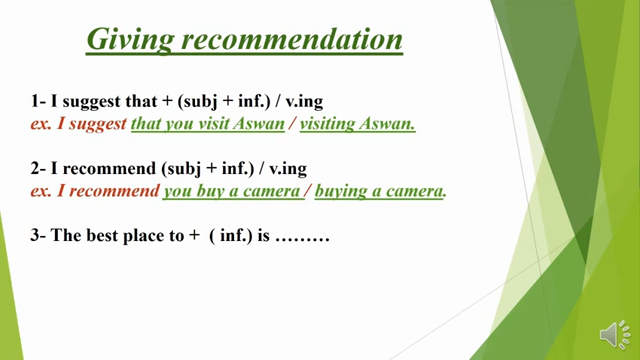 Giving recommendation
1- I suggest that + (subj + inf.) / v.ing
ex. I suggest that you visit Aswan / visiting Aswan.
2- I recommend (subj + inf.) / v.ing
ex. I recommend you buy a camera / buying a camera.
3- The best place to + ( inf.) is ………